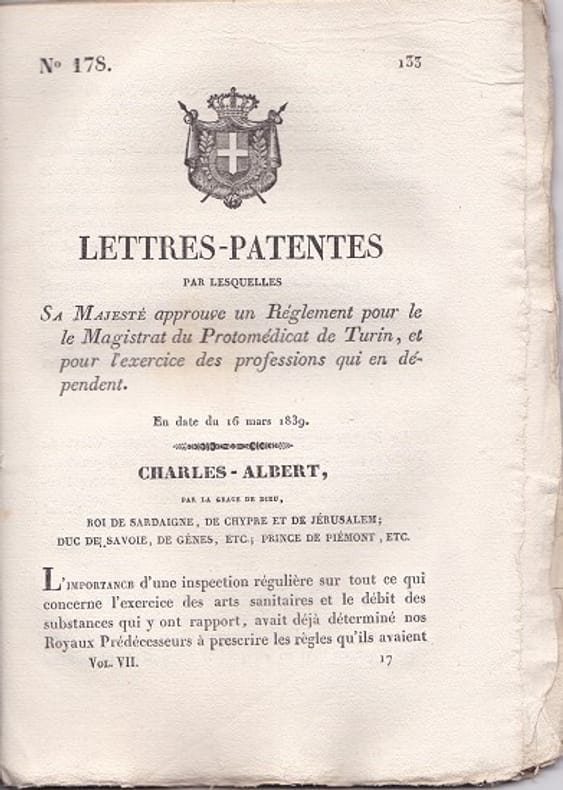 Nº 178.
133
LETTRES-PATENTES
PAR LESQUELLES
SA MAJESTÉ approuve un Réglement pour le
le Magistrat du Protomédicat de Turin, et
pour l'exercice des professions qui en dé-
pendent.
En date du 16 mars 1839.
CHARLES-ALBERT,
PAR LA GRACE DE DIEU,
ROI DE SARDAIGNE, DE CHYPRE ET DE JÉRUSALEM;
DUC DE SAVOIE, DE GÊNES, ETC.; PRINCE DE PIÉMONT, ETC.
L'IMPORTANCE d'une inspection régulière sur tout ce qui
concerne l'exercice des arts sanitaires et le débit des
substances qui y ont rapport, avait déjà déterminé nos
Royaux Prédécesseurs à prescrire les règles qu'ils avaient
VOL. VII.
17